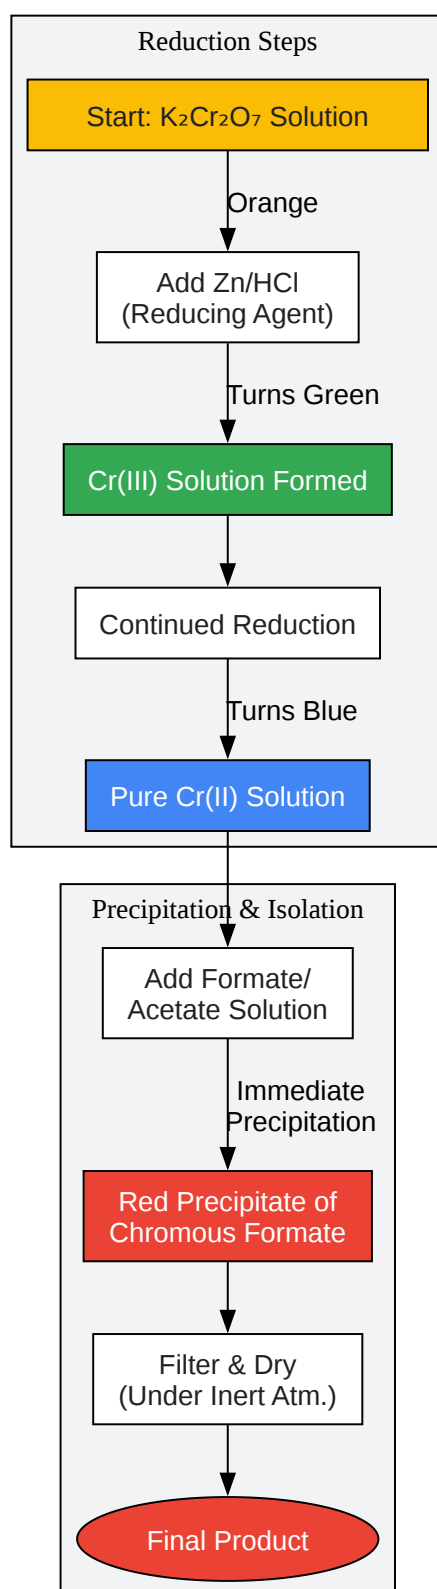 Reduction Steps
Start: K₂Cr₂O₇ Solution
Orange
Add Zn/HCl
(Reducing Agent)
Turns Green
Cr(III) Solution Formed
Continued Reduction
Turns Blue
Pure Cr(II) Solution
Precipitation & Isolation
Add Formate/
Acetate Solution
Immediate
Precipitation
Red Precipitate of
Chromous Formate
Filter & Dry
(Under Inert Atm.)
Final Product